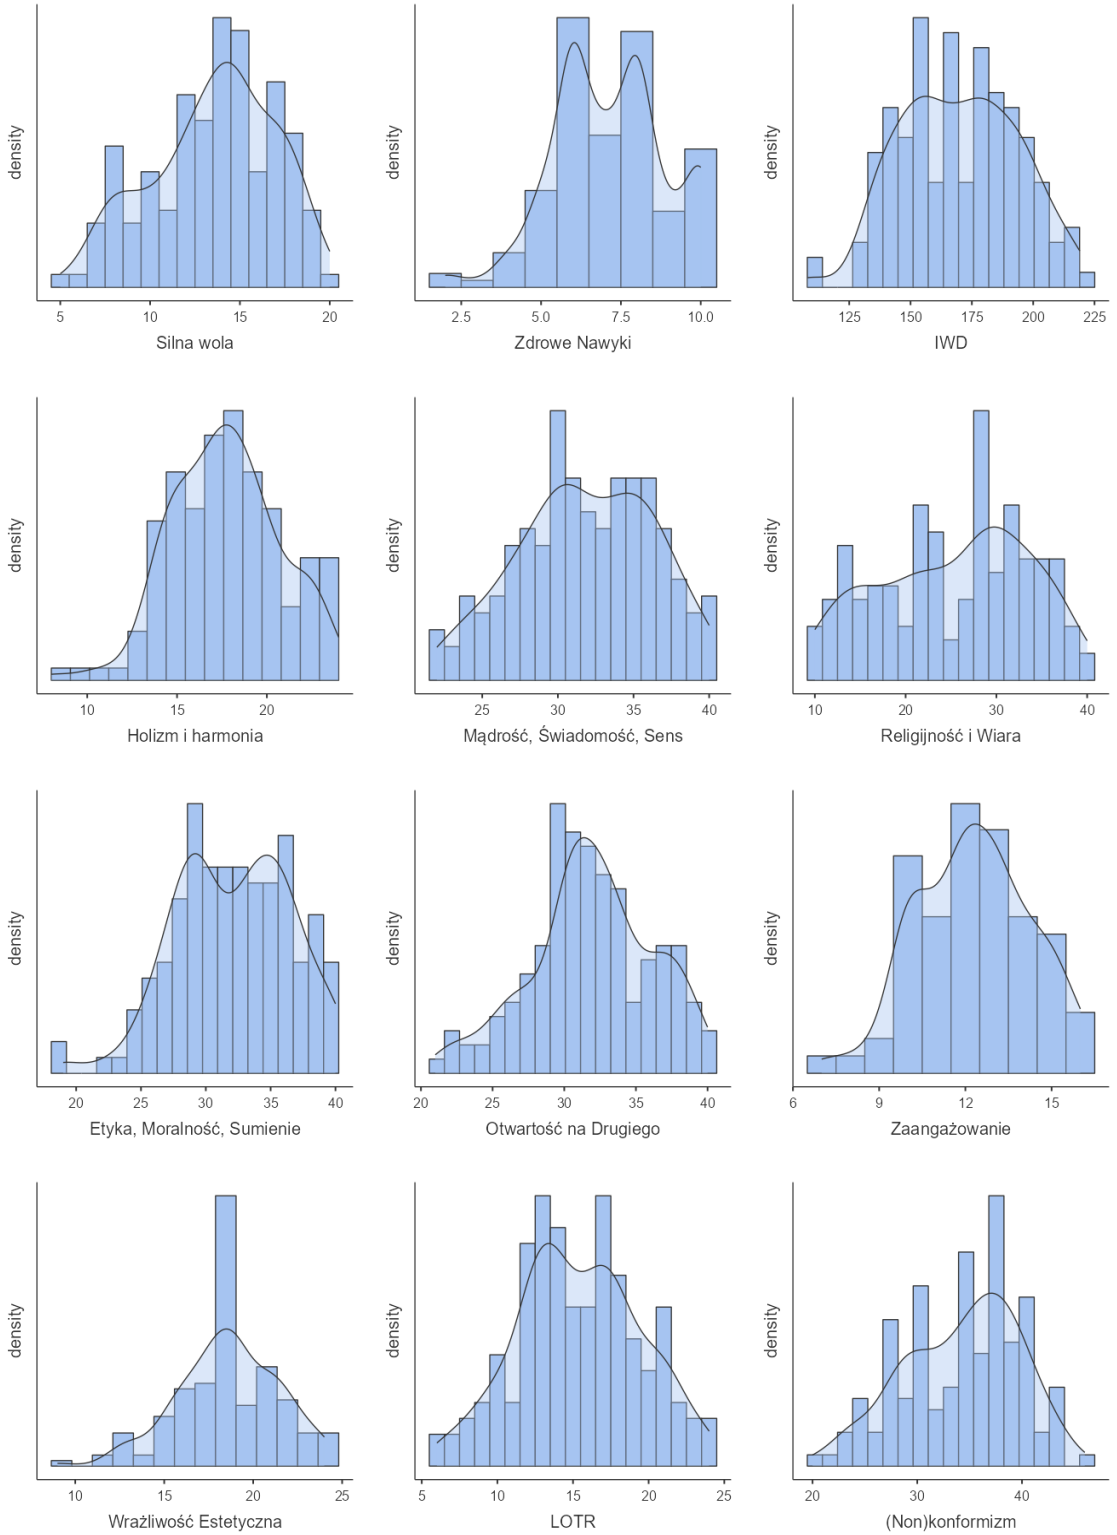 density
5 10 15 20
Silna wola
density
2.5 5.0 7.5 10.0
Zdrowe Nawyki
density
125 150 175 200 225
IWD
density
10 15 20
Holizm i harmonia
density
25 30 35 40
Mądrość, Świadomość, Sens
density
10 20 30 40
Religijność i Wiara
density
20 25 30 35 40
Etyka, Moralność, Sumienie
density
20 25 30 35 40
Otwartość na Drugiego
density
6 9 12 15
Zaangażowanie
density
10 15 20 25
Wrażliwość Estetyczna
density
5 10 15 20 25
LOTR
density
20 30 40
(Non)konformizm